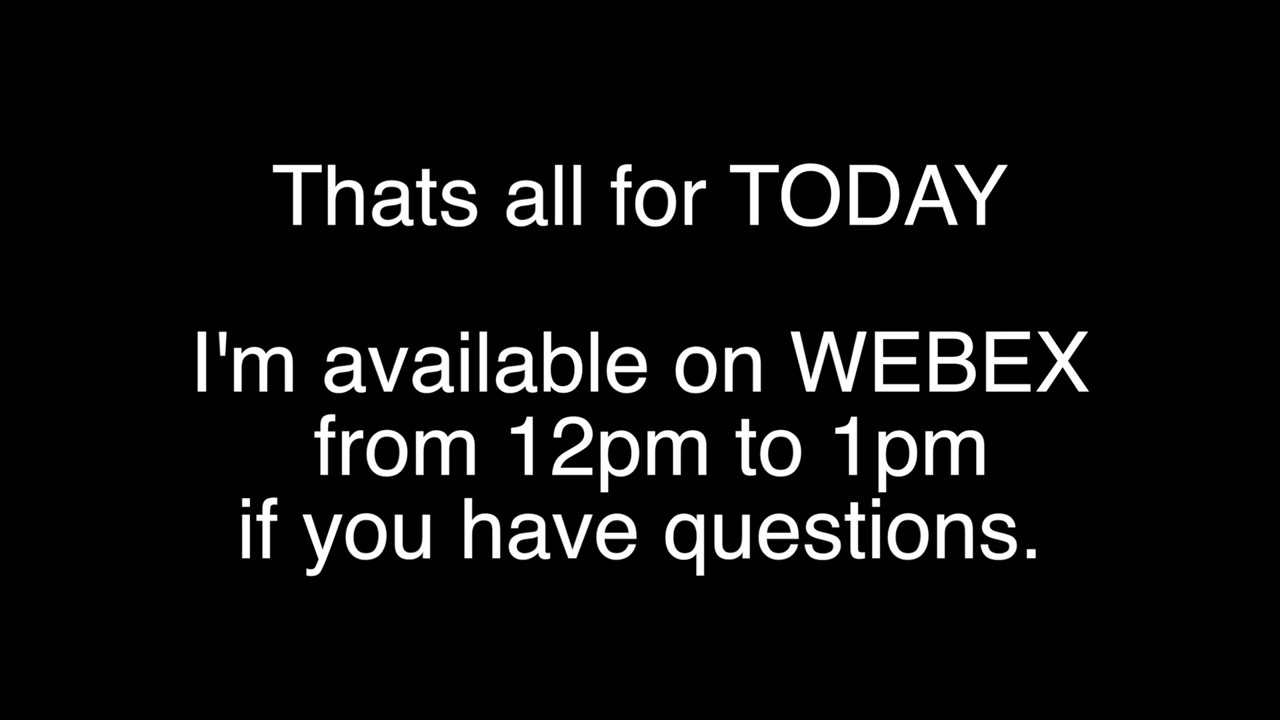 Thats all for TODAY
I'm available on WEBEX
from 12pm to 1pm
if you have questions.